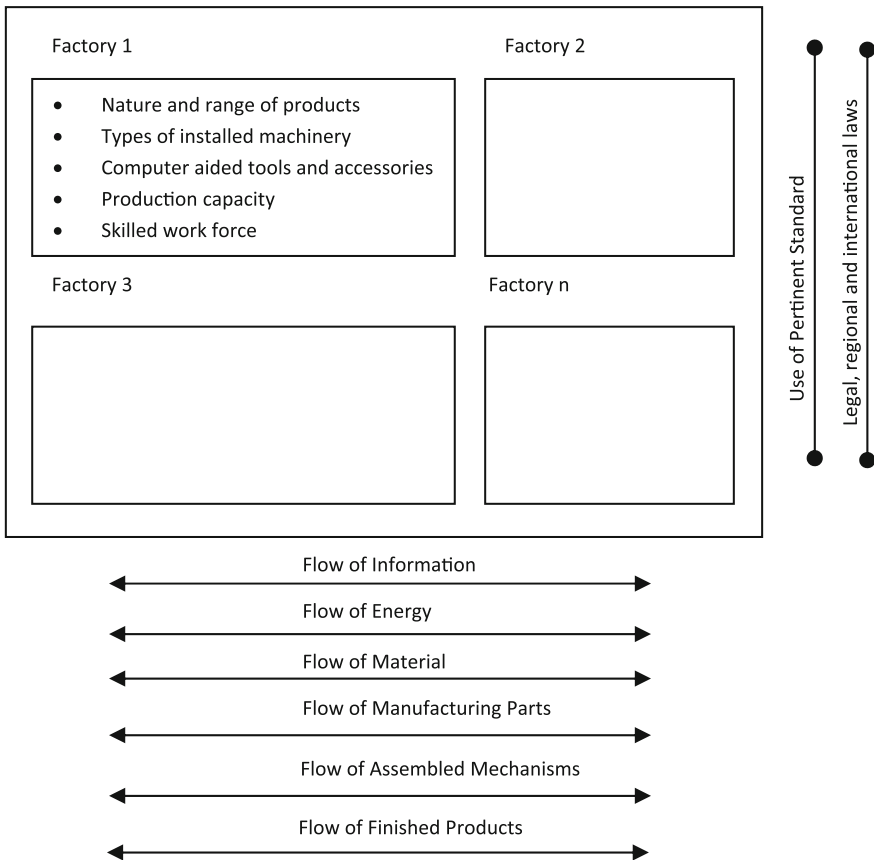 Factory 1
Factory 2
• Nature and range of products
• Types of installed machinery
• Computer aided tools and accessories
• Production capacity
• Skilled work force
Factory 3
Factory n
Use of Pertinent Standard
Legal, regional and international laws
Flow of Information
Flow of Energy
Flow of Material
Flow of Manufacturing Parts
Flow of Assembled Mechanisms
Flow of Finished Products